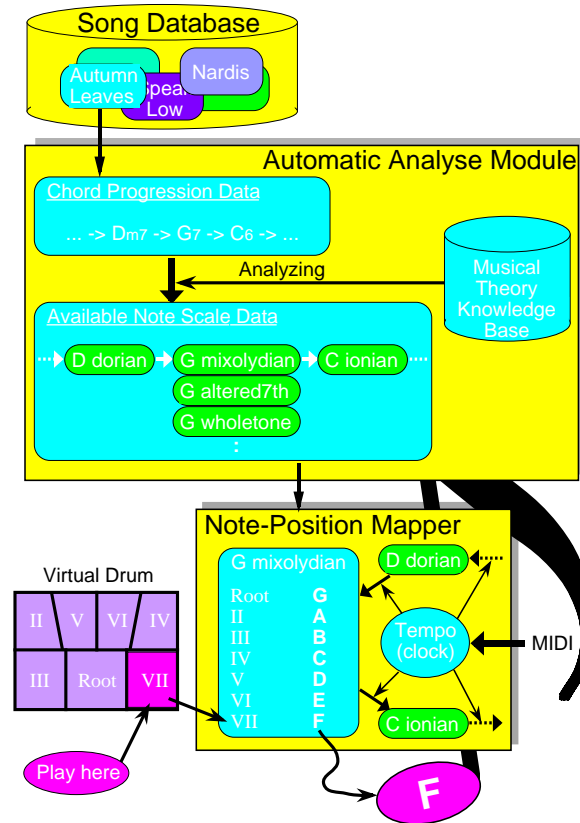 Song Database
Autumn
Leaves
Speak
Low
Nardis
Automatic Analyse Module
Chord Progression Data
... -> Dm7 -> G7 -> C6 -> ...
Analyzing
Musical
Theory
Knowledge
Base
Available Note Scale Data
D dorian
G mixolydian
C ionian
G altered7th
G wholetone
:
Note-Position Mapper
Virtual Drum
II
V
VI
IV
III
Root
VII
Play here
G mixolydian
Root G
II A
III B
IV C
V D
VI E
VII F
D dorian
Tempo
(clock)
MIDI
C ionian
F